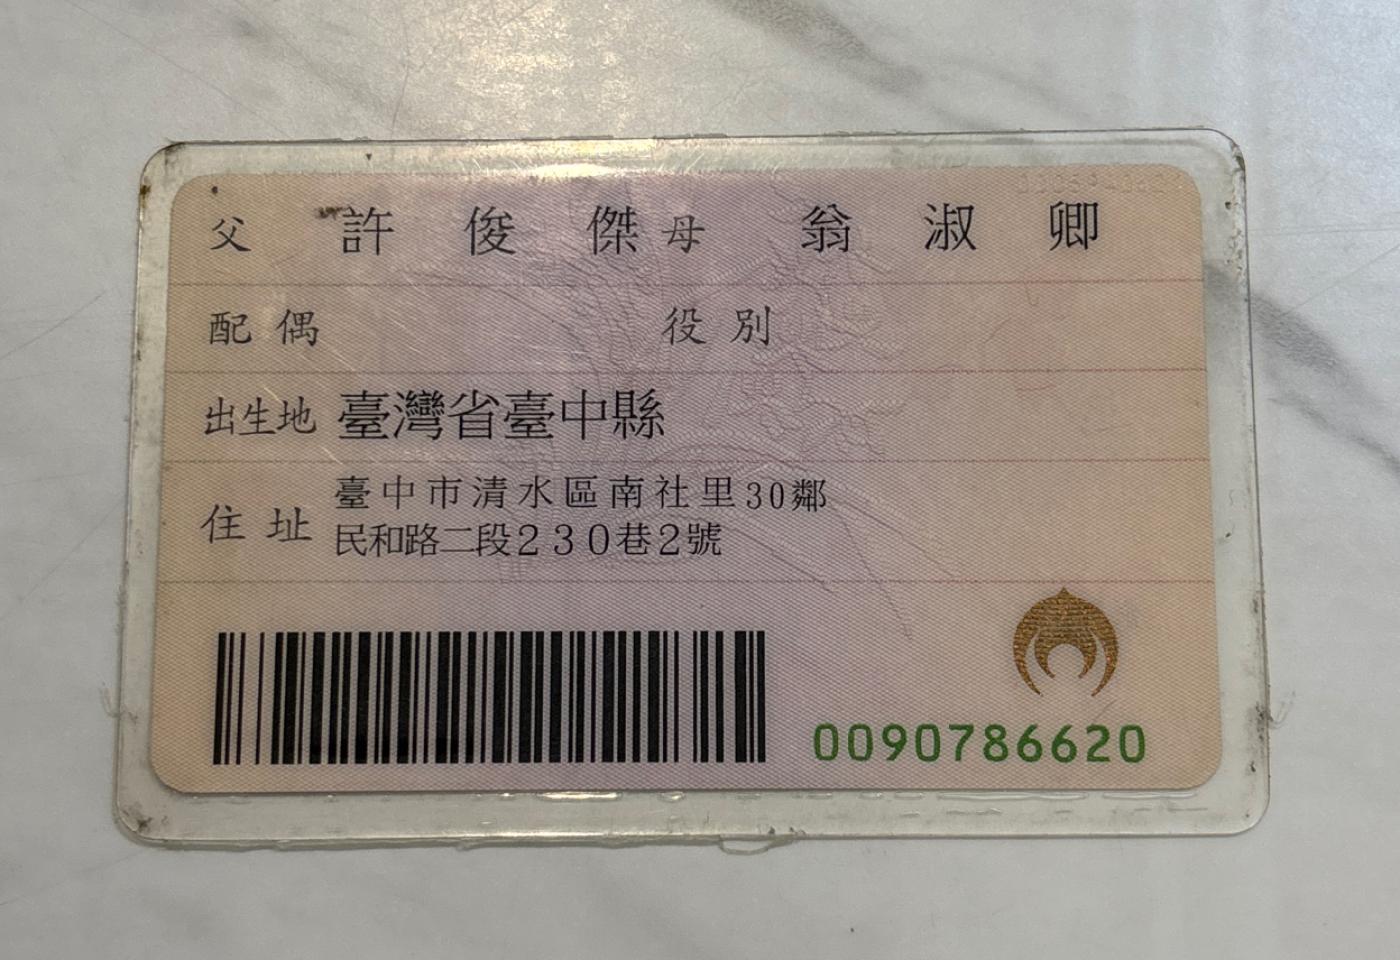 父 許俊傑 母 翁淑卿
配偶 役別
出生地 臺灣省臺中縣
住址 臺中市清水區南社里30鄰
民和路二段230巷2號
0090786620